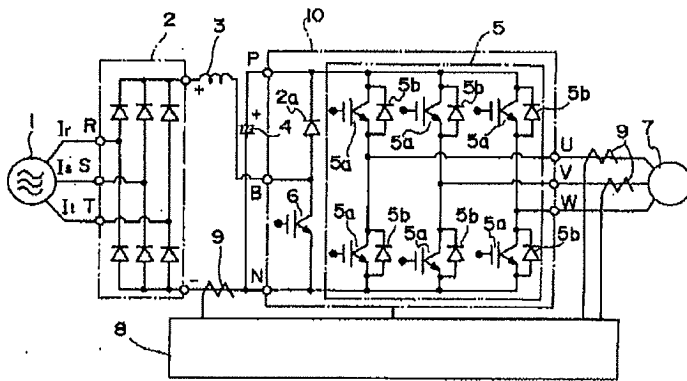 2 3 10 5
P
5b 5b 5b
2a
+ + 4
5a 5a 5a
1 Ir R
9 7
U
Is S
V
B
It T
W
6
5a 5b 5a 5b 5a 5b
9
-
N
8